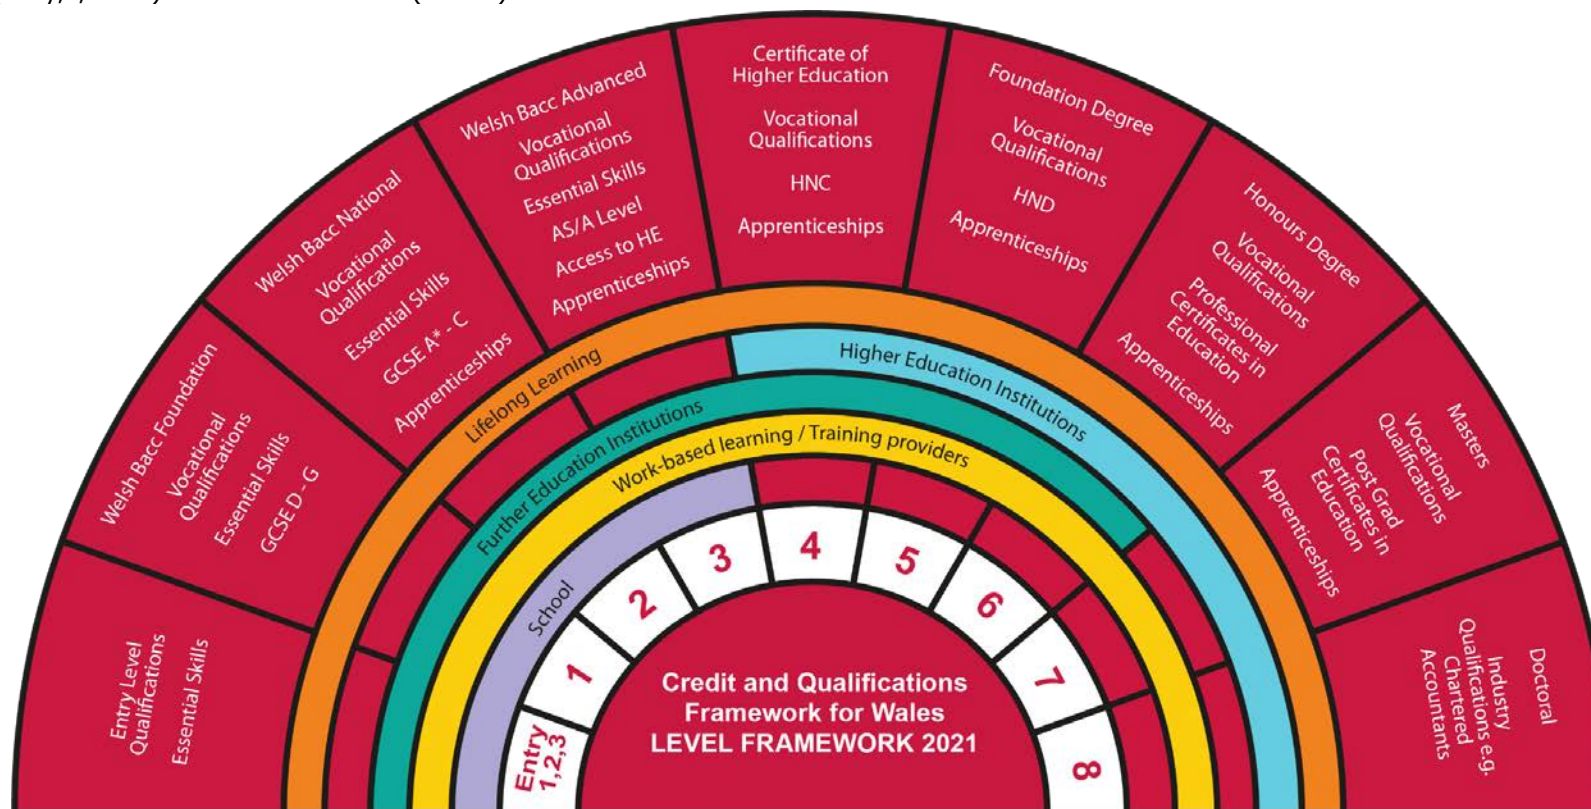 Entry Level
Qualifications
Essential Skills
Welsh Bacc Foundation
Vocational
Qualifications
Essential Skills
GCSE D - G
Welsh Bacc National
Vocational
Qualifications
Essential Skills
GCSE A* - C
Apprenticeships
Welsh Bacc Advanced
Vocational
Qualifications
Essential Skills
AS/A Level
Access to HE
Apprenticeships
Certificate of
Higher Education
Vocational
Qualifications
HNC
Apprenticeships
Foundation Degree
Vocational
Qualifications
HND
Apprenticeships
Honours Degree
Vocational
Qualifications
Professional
Certificates in
Education
Apprenticeships
Masters
Vocational
Qualifications
Post Grad
Certificates in
Education
Apprenticeships
Doctoral
Industry
Qualifications e.g.
Chartered
Accountants
Lifelong Learning
Higher Education Institutions
Further Education Institutions
Work-based learning / Training providers
School
Entry
1,2,3
1
2
3
4
5
6
7
8
Credit and Qualifications
Framework for Wales
LEVEL FRAMEWORK 2021